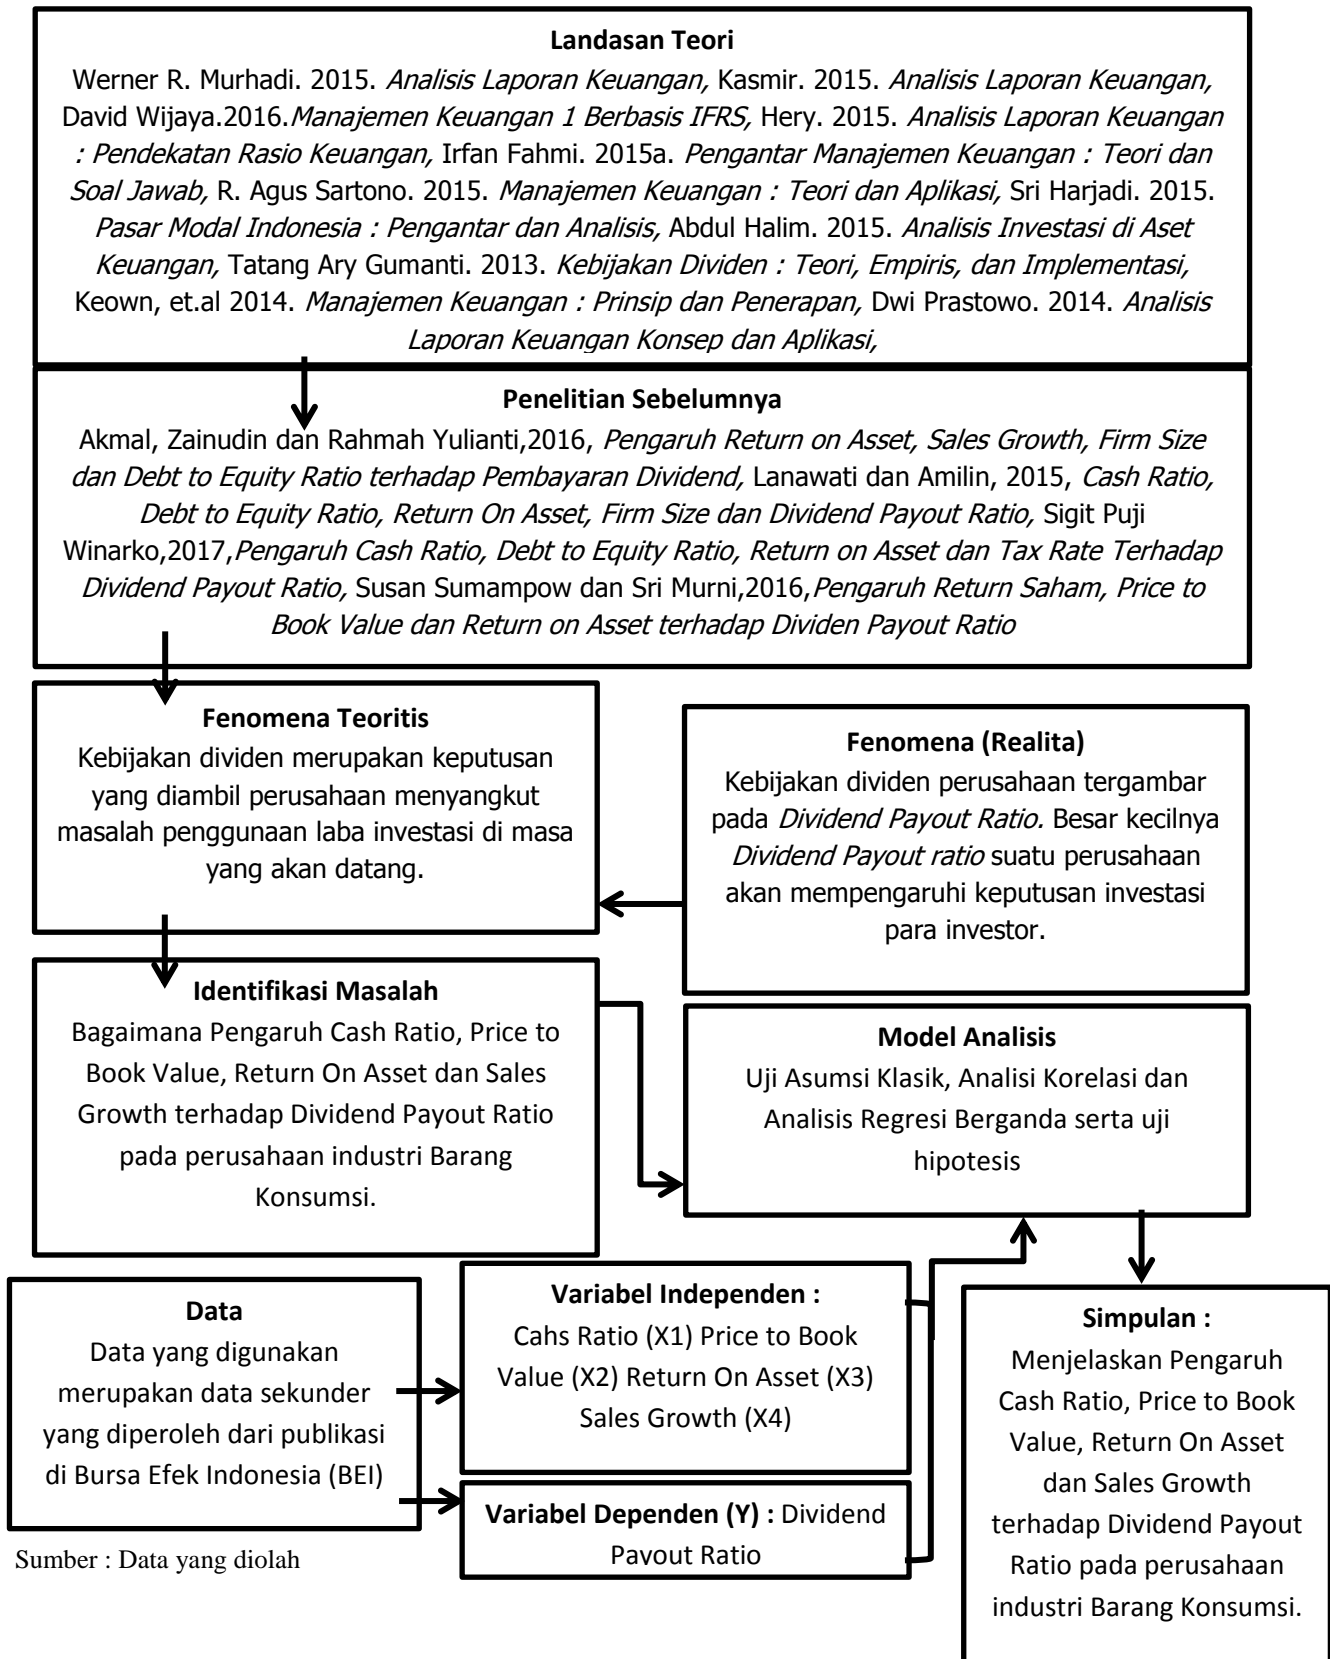 Landasan Teori
Werner R. Murhadi. 2015. Analisis Laporan Keuangan, Kasmir. 2015. Analisis Laporan Keuangan,
David Wijaya.2016.Manajemen Keuangan 1 Berbasis IFRS, Hery. 2015. Analisis Laporan Keuangan
: Pendekatan Rasio Keuangan, Irfan Fahmi. 2015a. Pengantar Manajemen Keuangan : Teori dan
Soal Jawab, R. Agus Sartono. 2015. Manajemen Keuangan : Teori dan Aplikasi, Sri Harjadi. 2015.
Pasar Modal Indonesia : Pengantar dan Analisis, Abdul Halim. 2015. Analisis Investasi di Aset
Keuangan, Tatang Ary Gumanti. 2013. Kebijakan Dividen : Teori, Empiris, dan Implementasi,
Keown, et.al 2014. Manajemen Keuangan : Prinsip dan Penerapan, Dwi Prastowo. 2014. Analisis
Laporan Keuangan Konsep dan Aplikasi,
Penelitian Sebelumnya
Akmal, Zainudin dan Rahmah Yulianti,2016, Pengaruh Return on Asset, Sales Growth, Firm Size
dan Debt to Equity Ratio terhadap Pembayaran Dividend, Lanawati dan Amilin, 2015, Cash Ratio,
Debt to Equity Ratio, Return On Asset, Firm Size dan Dividend Payout Ratio, Sigit Puji
Winarko,2017,Pengaruh Cash Ratio, Debt to Equity Ratio, Return on Asset dan Tax Rate Terhadap
Dividend Payout Ratio, Susan Sumampow dan Sri Murni,2016,Pengaruh Return Saham, Price to
Book Value dan Return on Asset terhadap Dividen Payout Ratio
Fenomena Teoritis
Kebijakan dividen merupakan keputusan
yang diambil perusahaan menyangkut
masalah penggunaan laba investasi di masa
yang akan datang.
Fenomena (Realita)
Kebijakan dividen perusahaan tergambar
pada Dividend Payout Ratio. Besar kecilnya
Dividend Payout ratio suatu perusahaan
akan mempengaruhi keputusan investasi
para investor.
Identifikasi Masalah
Bagaimana Pengaruh Cash Ratio, Price to
Book Value, Return On Asset dan Sales
Growth terhadap Dividend Payout Ratio
pada perusahaan industri Barang
Konsumsi.
Model Analisis
Uji Asumsi Klasik, Analisi Korelasi dan
Analisis Regresi Berganda serta uji
hipotesis
Data
Data yang digunakan
merupakan data sekunder
yang diperoleh dari publikasi
di Bursa Efek Indonesia (BEI)
Variabel Independen :
Cahs Ratio (X1) Price to Book
Value (X2) Return On Asset (X3)
Sales Growth (X4)
Variabel Dependen (Y) : Dividend
Payout Ratio
Simpulan :
Menjelaskan Pengaruh
Cash Ratio, Price to Book
Value, Return On Asset
dan Sales Growth
terhadap Dividend Payout
Ratio pada perusahaan
industri Barang Konsumsi.
Sumber : Data yang diolah